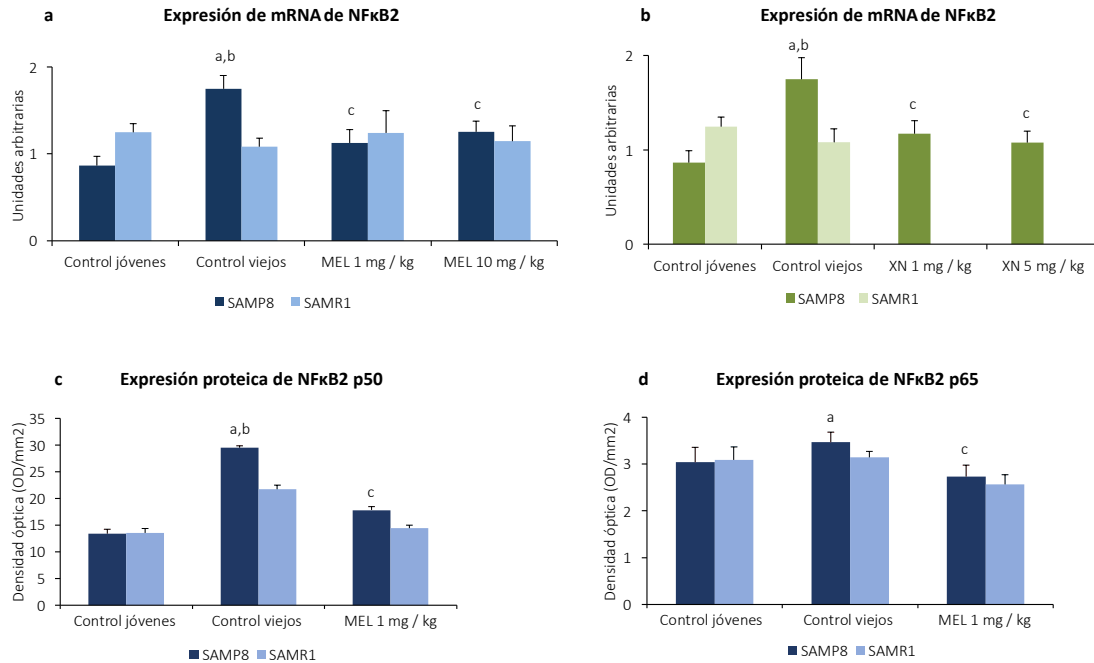 a Expresión de mRNA de NFκB2
Unidades arbitrarias
2
1
0
a,b
c
c
Control jóvenes Control viejos MEL 1 mg / kg MEL 10 mg / kg
SAMP8 SAMR1
b Expresión de mRNA de NFκB2
Unidades arbitrarias
2
1
0
a,b
c
c
Control jóvenes Control viejos XN 1 mg / kg XN 5 mg / kg
SAMP8 SAMR1
c Expresión proteica de NFκB2 p50
Densidad óptica (OD/mm2)
35
30
25
20
15
10
5
0
a,b
c
Control jóvenes Control viejos MEL 1 mg / kg
SAMP8 SAMR1
d Expresión proteica de NFκB2 p65
Densidad óptica (OD/mm2)
4
3
2
1
0
a
c
Control jóvenes Control viejos MEL 1 mg / kg
SAMP8 SAMR1